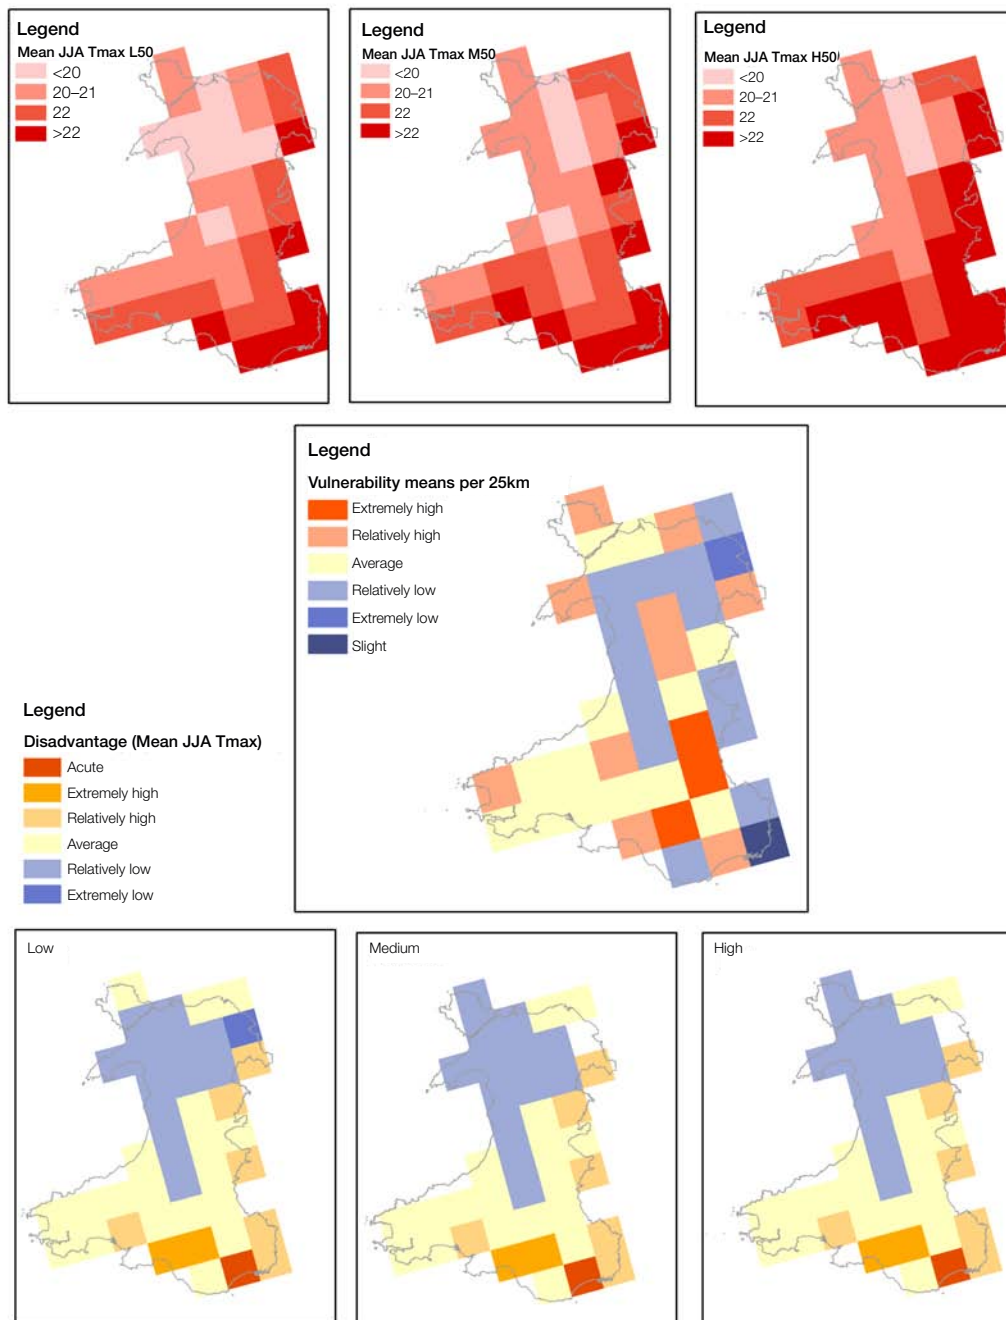 Legend
Mean JJA Tmax L50
<20
20–21
22
>22
Legend
Mean JJA Tmax M50
<20
20–21
22
>22
Legend
Mean JJA Tmax H50
<20
20–21
22
>22
Legend
Vulnerability means per 25km
Extremely high
Relatively high
Average
Relatively low
Extremely low
Slight
Legend
Disadvantage (Mean JJA Tmax)
Acute
Extremely high
Relatively high
Average
Relatively low
Extremely low
Low
Medium
High